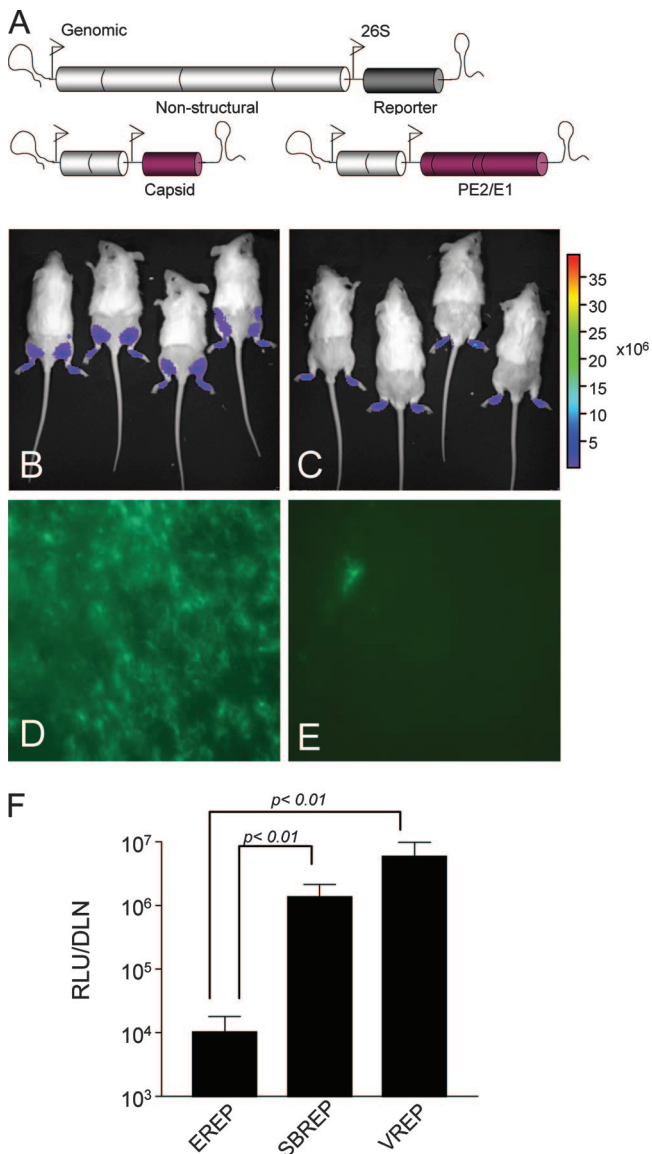 A
Genomic
26S
Non-structural
Reporter
Capsid
PE2/E1
B
C
35
30
25
20
15
10
5
x10⁶
D
E
F
p< 0.01
p< 0.01
RLU/DLN
10⁷
10⁶
10⁵
10⁴
10³
EREP
SBREP
VREP